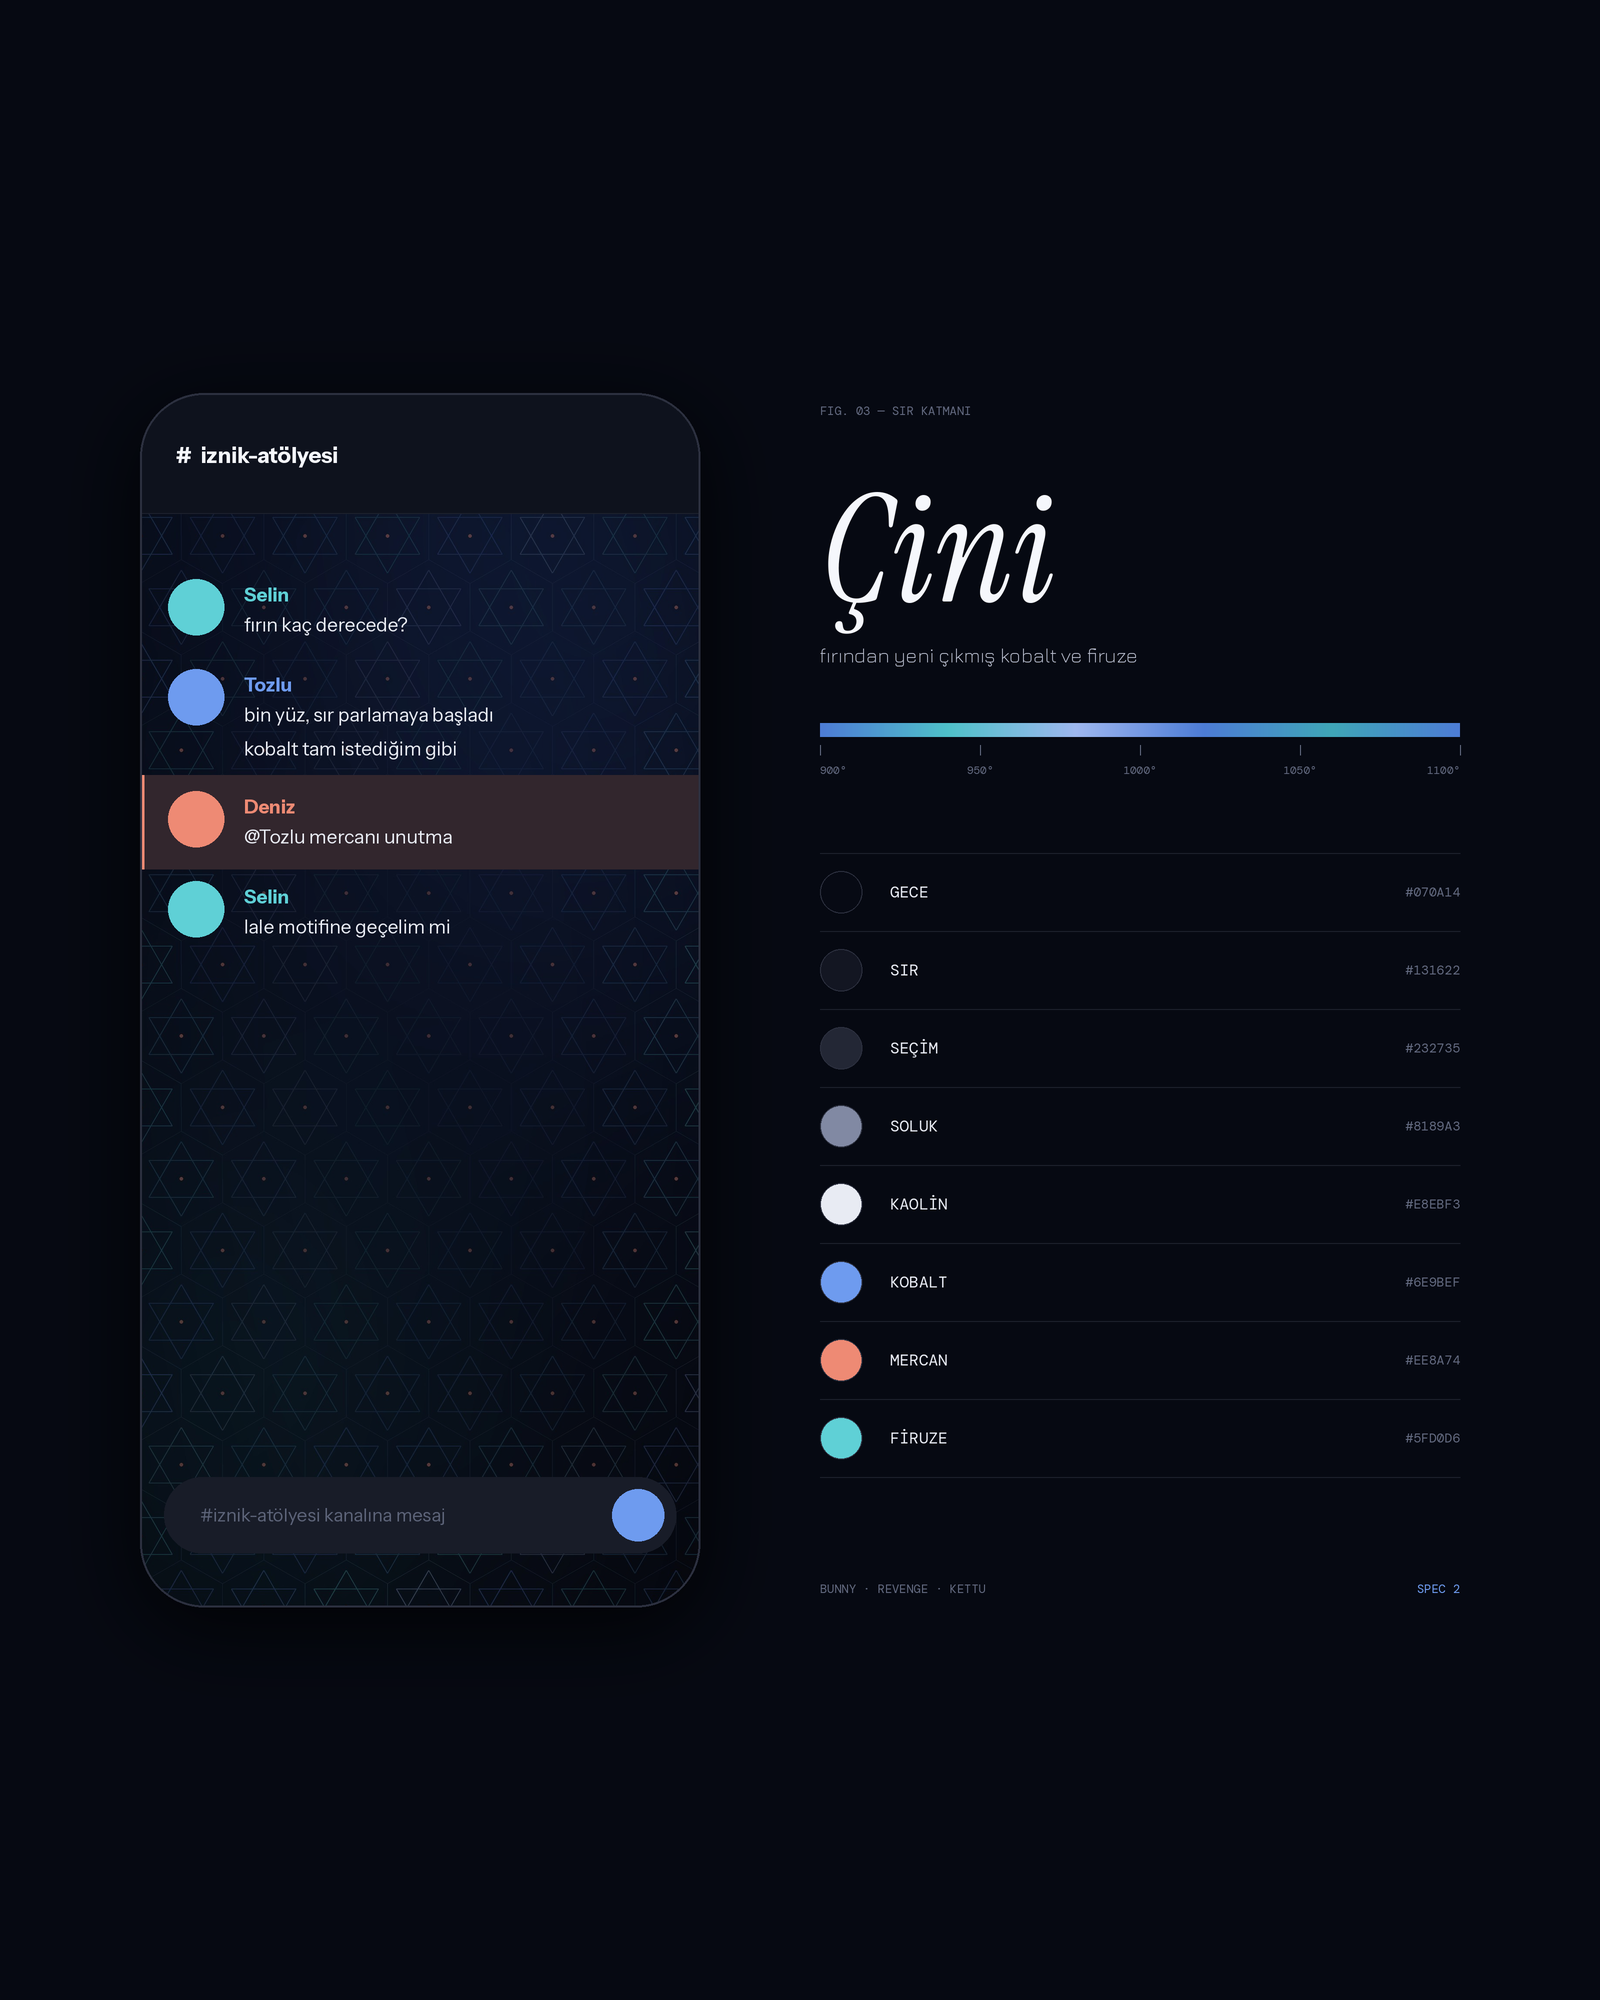 # iznik-atölyesi
Selin
fırın kaç derecede?
Tozlu
bin yüz, sır parlamaya başladı
kobalt tam istediğim gibi
Deniz
@Tozlu mercanı unutma
Selin
lale motifine geçelim mi
#iznik-atölyesi kanalına mesaj
FIG. 03 — SIR KATMANI
Çini
fırından yeni çıkmış kobalt ve firuze
900° 950° 1000° 1050° 1100°
GECE #070A14
SIR #131622
SEÇİM #232735
SOLUK #8189A3
KAOLİN #E8EBF3
KOBALT #6E9BEF
MERCAN #EE8A74
FİRUZE #5FD0D6
BUNNY · REVENGE · KETTU SPEC 2